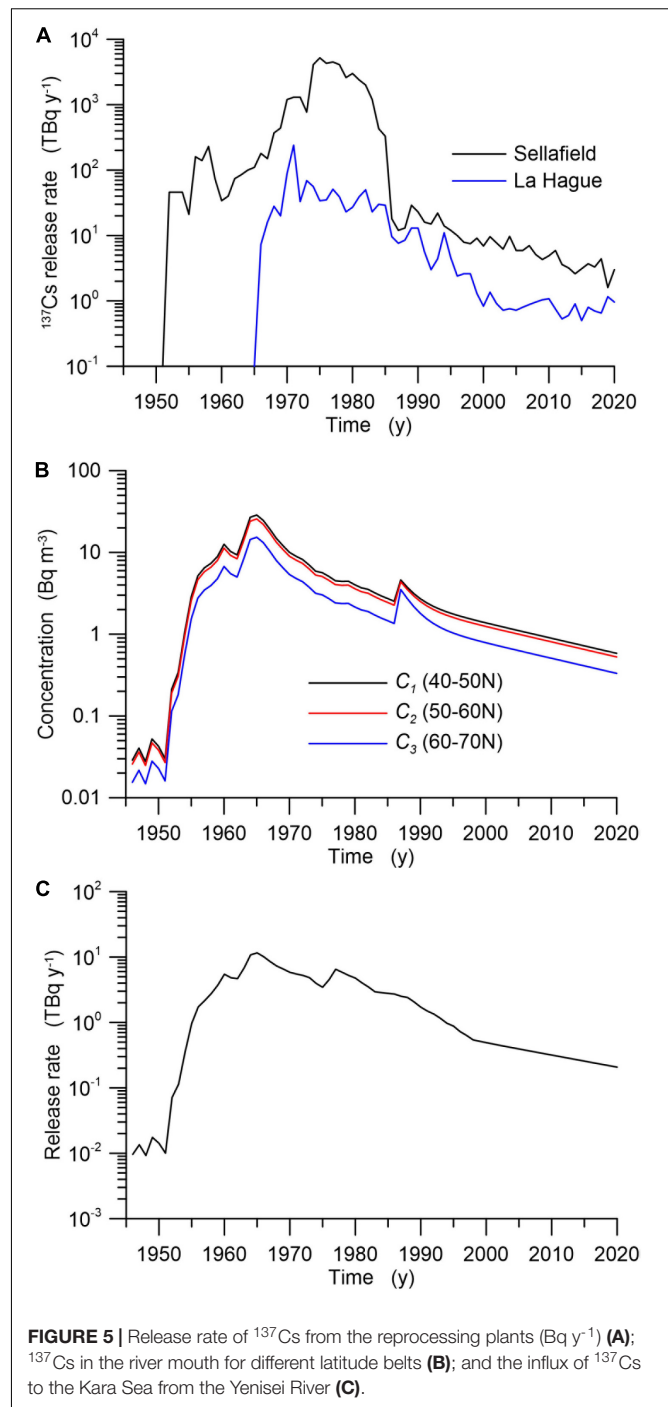 A
10⁴
10³
10²
10¹
10⁰
10⁻¹
¹³⁷Cs release rate (TBq y⁻¹)
Sellafield
La Hague
1950 1960 1970 1980 1990 2000 2010 2020
Time (y)
B
100
10
1
0.1
0.01
Concentration (Bq m⁻³)
C₁ (40-50N)
C₂ (50-60N)
C₃ (60-70N)
1950 1960 1970 1980 1990 2000 2010 2020
Time (y)
C
10²
10¹
10⁰
10⁻¹
10⁻²
10⁻³
Release rate (TBq y⁻¹)
1950 1960 1970 1980 1990 2000 2010 2020
Time (y)
FIGURE 5 | Release rate of ¹³⁷Cs from the reprocessing plants (Bq y⁻¹) (A);
¹³⁷Cs in the river mouth for different latitude belts (B); and the influx of ¹³⁷Cs
to the Kara Sea from the Yenisei River (C).